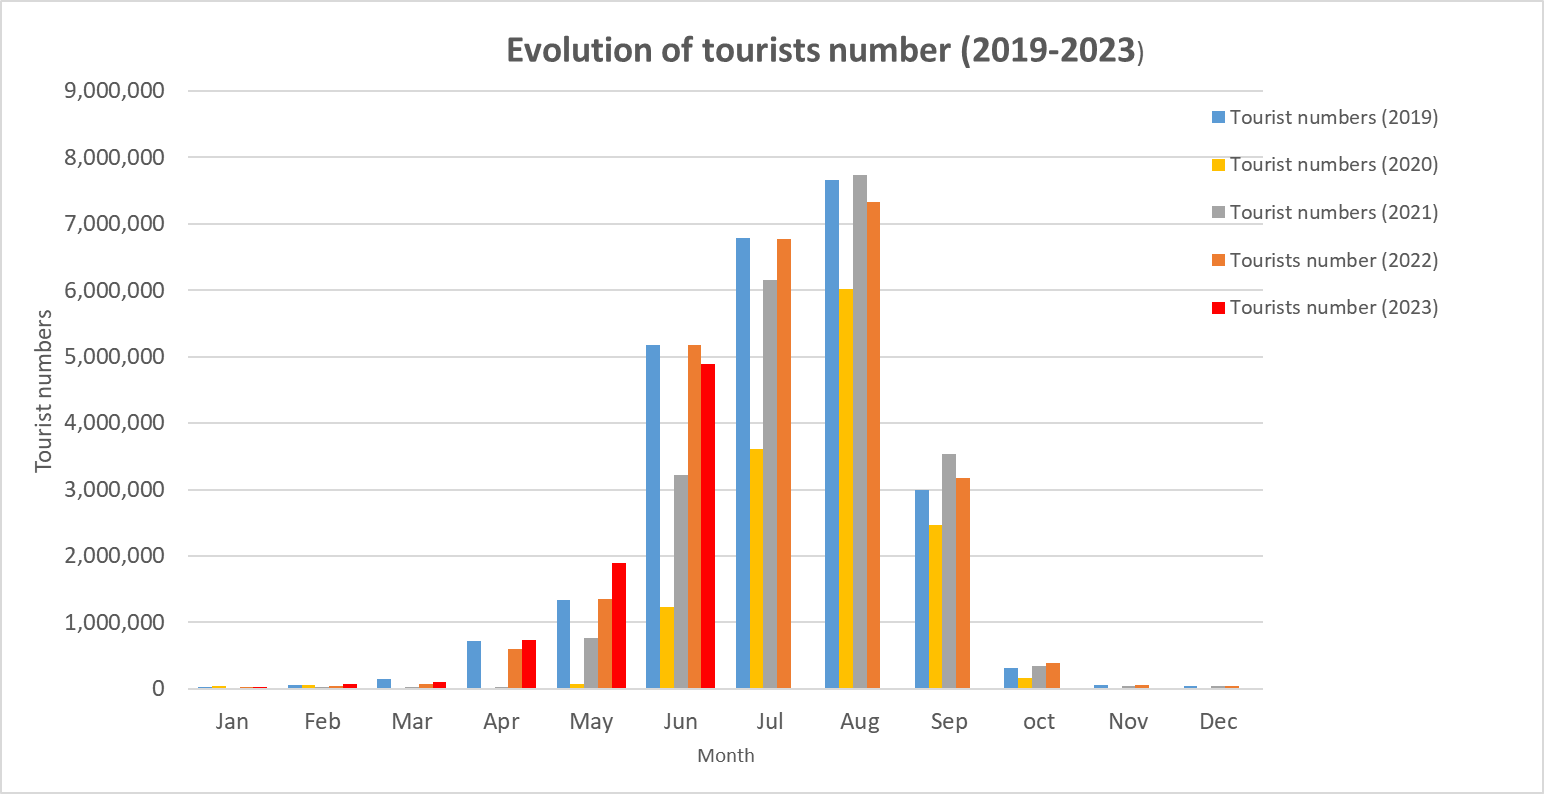 Evolution of tourists number (2019-2023)
9,000,000
8,000,000
7,000,000
6,000,000
5,000,000
4,000,000
3,000,000
2,000,000
1,000,000
0
Tourist numbers
Jan Feb Mar Apr May Jun Jul Aug Sep oct Nov Dec
Month
Tourist numbers (2019)
Tourist numbers (2020)
Tourist numbers (2021)
Tourists number (2022)
Tourists number (2023)